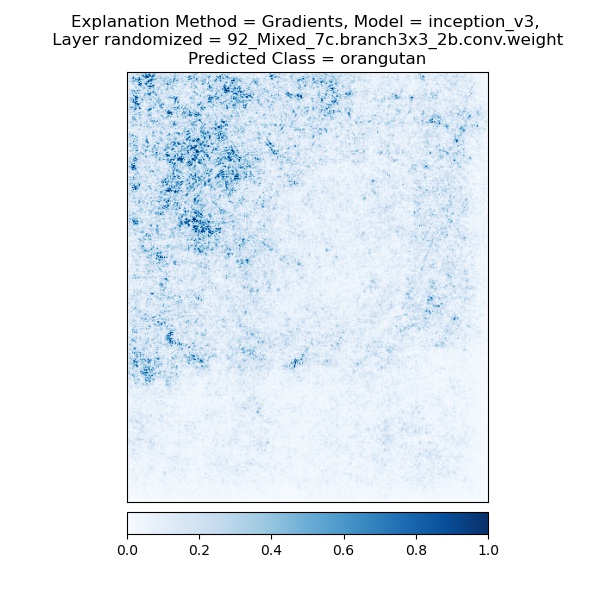 Explanation Method = Gradients, Model = inception_v3,
Layer randomized = 92_Mixed_7c.branch3x3_2b.conv.weight
Predicted Class = orangutan
0.0 0.2 0.4 0.6 0.8 1.0